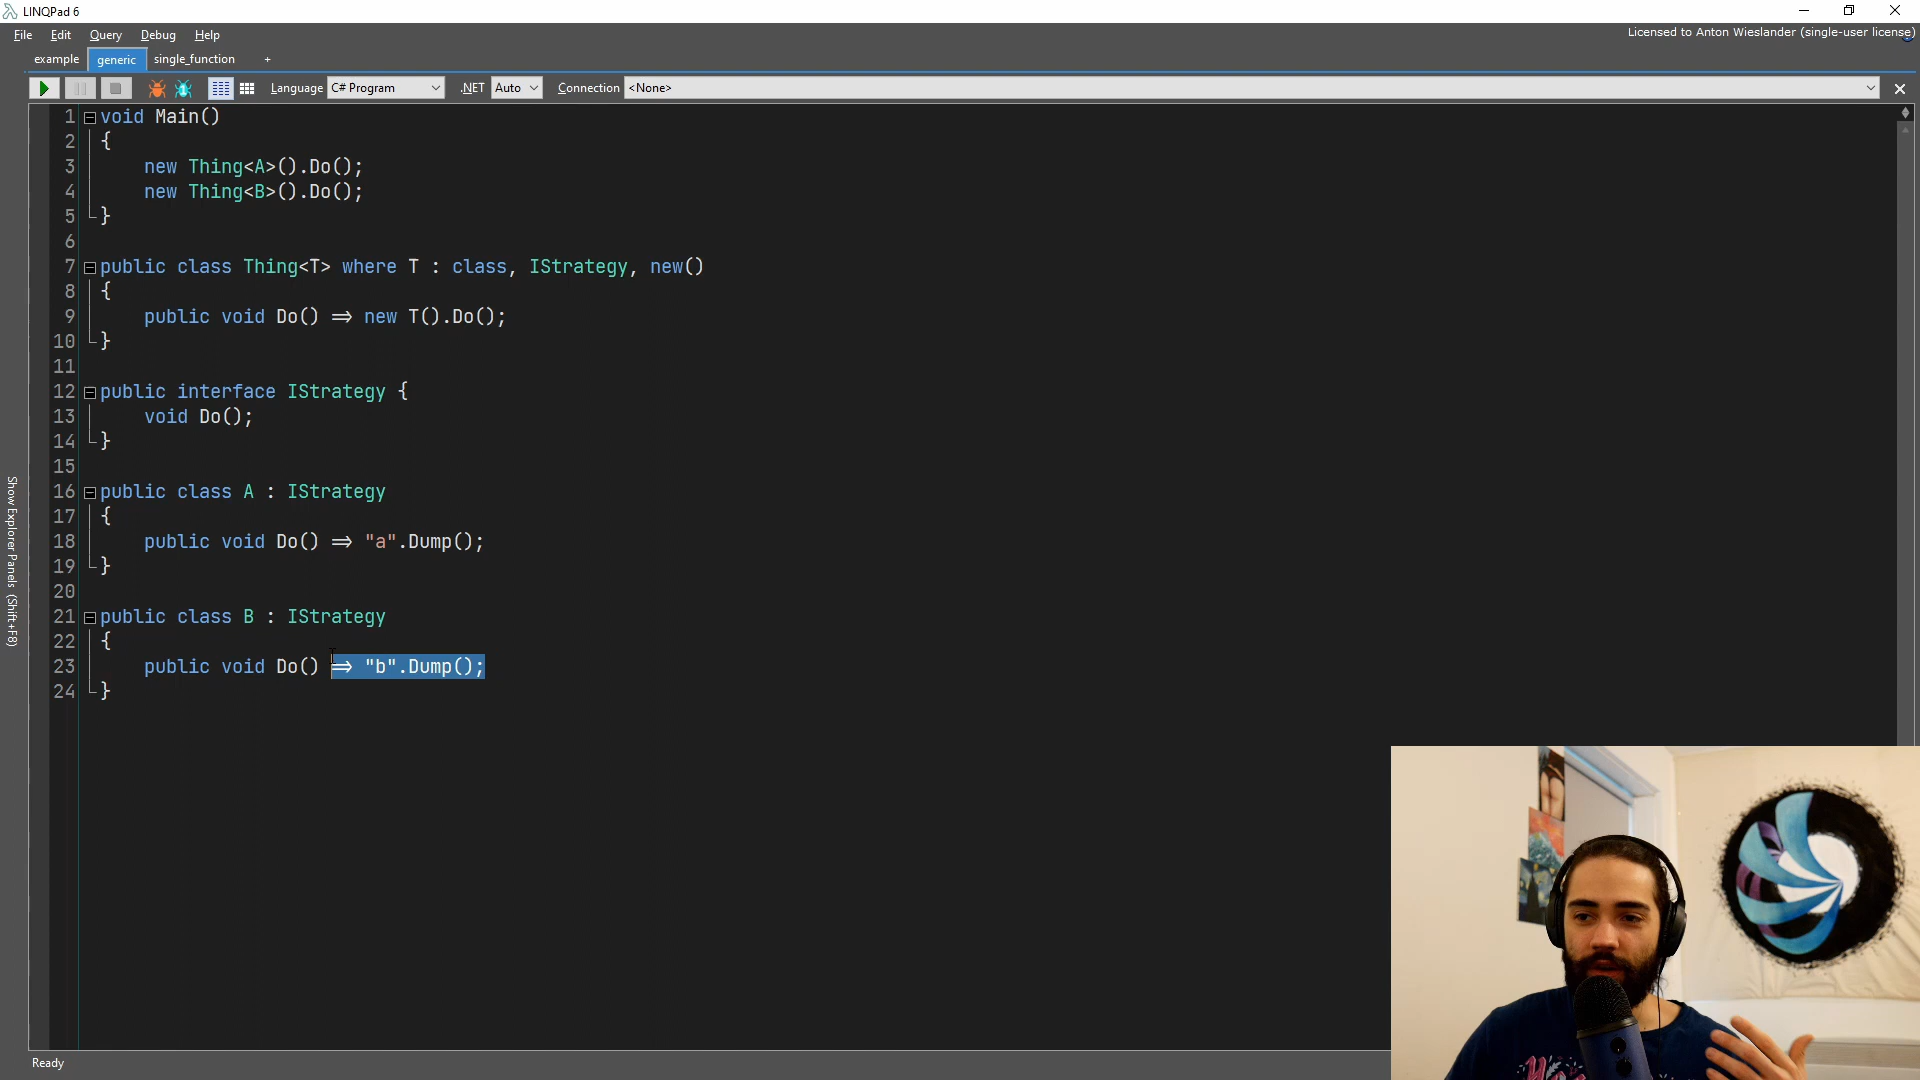 LINQPad 6
File Edit Query Debug Help
Licensed to Anton Wieslander (single-user license)
example generic single_function +
Language C# Program .NET Auto Connection <None>
1 void Main()
2 {
3 new Thing<A>().Do();
4 new Thing<B>().Do();
5 }
6
7 public class Thing<T> where T : class, IStrategy, new()
8 {
9 public void Do() => new T().Do();
10 }
11
12 public interface IStrategy {
13 void Do();
14 }
15
16 public class A : IStrategy
17 {
18 public void Do() => "a".Dump();
19 }
20
21 public class B : IStrategy
22 {
23 public void Do() => "b".Dump();
24 }
Show Explorer Panels (Shift+F8)
Ready